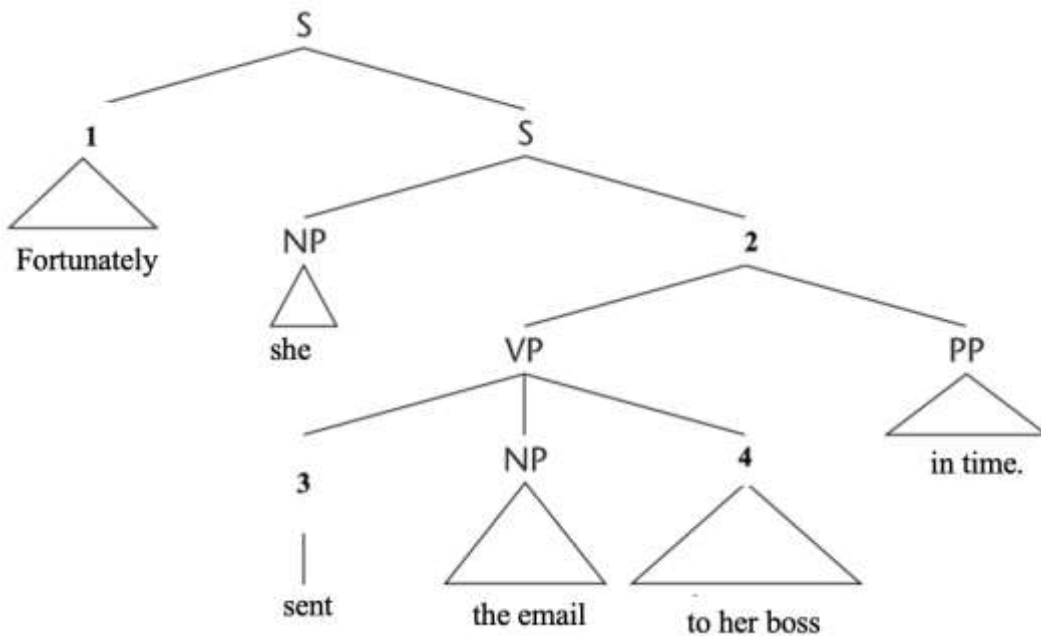 S
1
S
Fortunately
NP
2
she
VP
PP
3
NP
4
in time.
sent
the email
to her boss